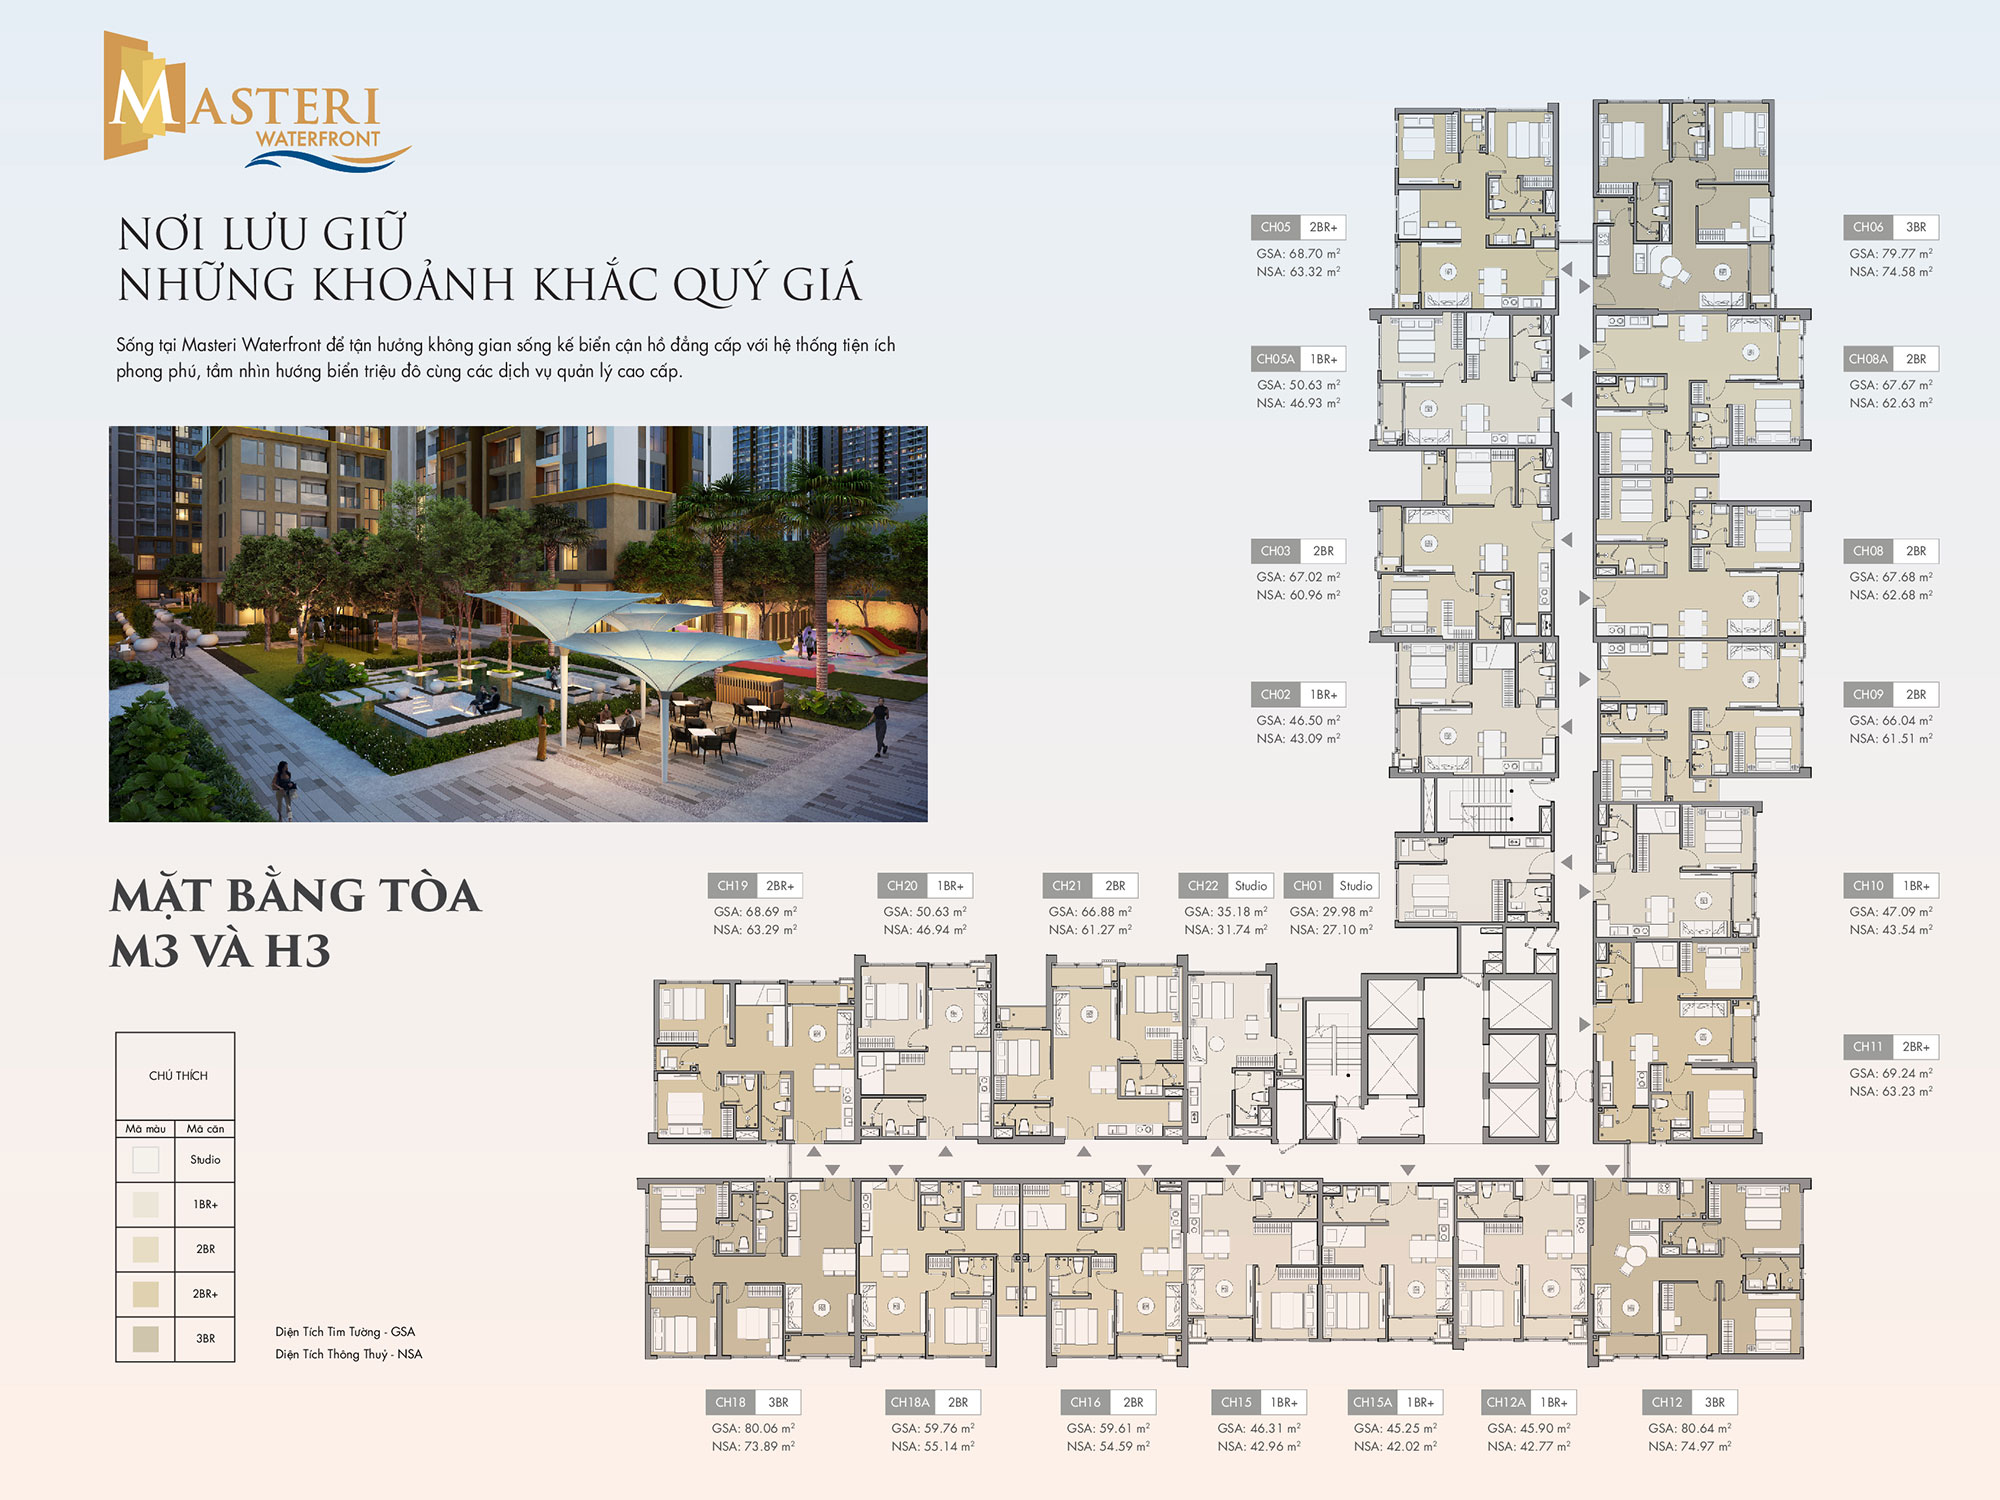 MASTERI
WATERFRONT
NƠI LƯU GIỮ
NHỮNG KHOẢNH KHẮC QUÝ GIÁ
Sống tại Masteri Waterfront để tận hưởng không gian sống kế biển cận hồ đẳng cấp với hệ thống tiện ích
phong phú, tầm nhìn hướng biển triệu đô cùng các dịch vụ quản lý cao cấp.
MẶT BẰNG TÒA
M3 VÀ H3
CHÚ THÍCH
Mã màu Mã căn
Studio
1BR+
2BR
2BR+
3BR
Diện Tích Tim Tường - GSA
Diện Tích Thông Thuỷ - NSA
CH05 2BR+
GSA: 68.70 m²
NSA: 63.32 m²
CH05A 1BR+
GSA: 50.63 m²
NSA: 46.93 m²
CH03 2BR
GSA: 67.02 m²
NSA: 60.96 m²
CH02 1BR+
GSA: 46.50 m²
NSA: 43.09 m²
CH06 3BR
GSA: 79.77 m²
NSA: 74.58 m²
CH08A 2BR
GSA: 67.67 m²
NSA: 62.63 m²
CH08 2BR
GSA: 67.68 m²
NSA: 62.68 m²
CH09 2BR
GSA: 66.04 m²
NSA: 61.51 m²
CH10 1BR+
GSA: 47.09 m²
NSA: 43.54 m²
CH11 2BR+
GSA: 69.24 m²
NSA: 63.23 m²
CH19 2BR+
GSA: 68.69 m²
NSA: 63.29 m²
CH20 1BR+
GSA: 50.63 m²
NSA: 46.94 m²
CH21 2BR
GSA: 66.88 m²
NSA: 61.27 m²
CH22 Studio
GSA: 35.18 m²
NSA: 31.74 m²
CH01 Studio
GSA: 29.98 m²
NSA: 27.10 m²
CH18 3BR
GSA: 80.06 m²
NSA: 73.89 m²
CH18A 2BR
GSA: 59.76 m²
NSA: 55.14 m²
CH16 2BR
GSA: 59.61 m²
NSA: 54.59 m²
CH15 1BR+
GSA: 46.31 m²
NSA: 42.96 m²
CH15A 1BR+
GSA: 45.25 m²
NSA: 42.02 m²
CH12A 1BR+
GSA: 45.90 m²
NSA: 42.77 m²
CH12 3BR
GSA: 80.64 m²
NSA: 74.97 m²